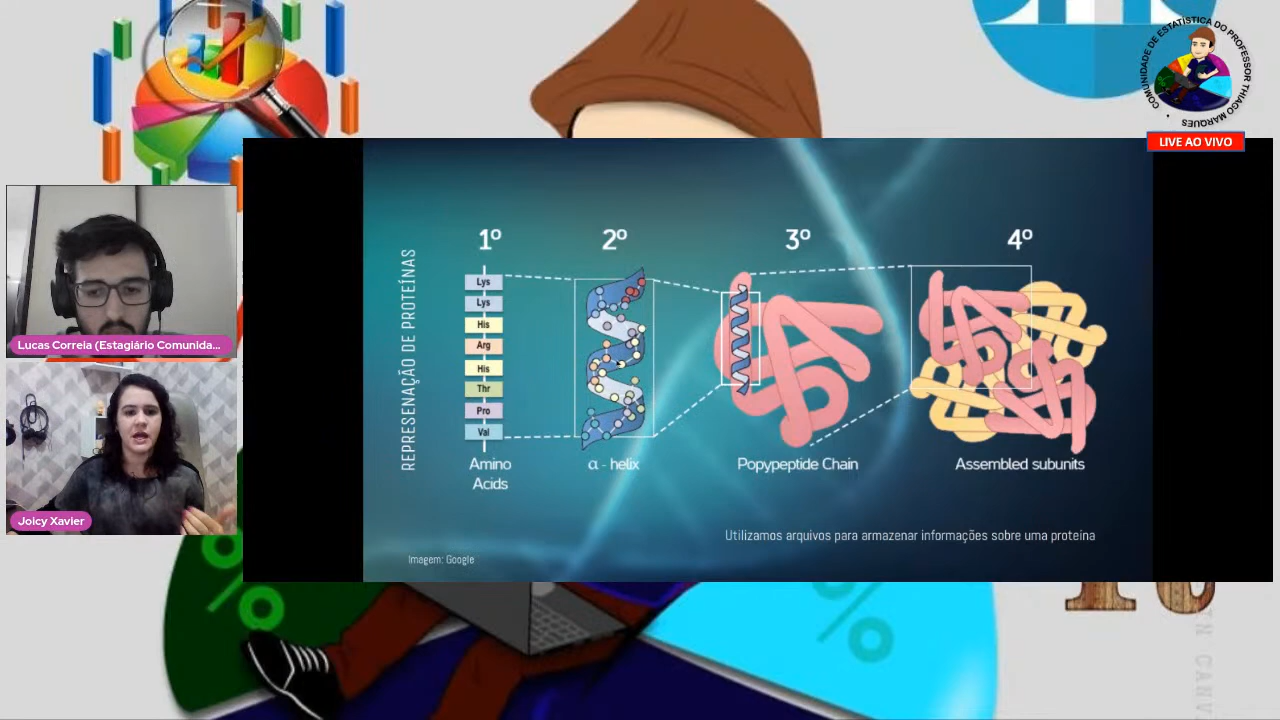 COMUNIDADE DE ESTATÍSTICA DO PROFESSOR THIAGO MARQUES
LIVE AO VIVO
Lucas Correia (Estagiário Comunida...
Joicy Xavier
REPRESENAÇÃO DE PROTEÍNAS
1º
2º
3º
4º
Lys
Lys
His
Arg
His
Thr
Pro
Val
Amino
Acids
α - helix
Popypeptide Chain
Assembled subunits
Utilizamos arquivos para armazenar informações sobre uma proteína
Imagem: Google
%
%